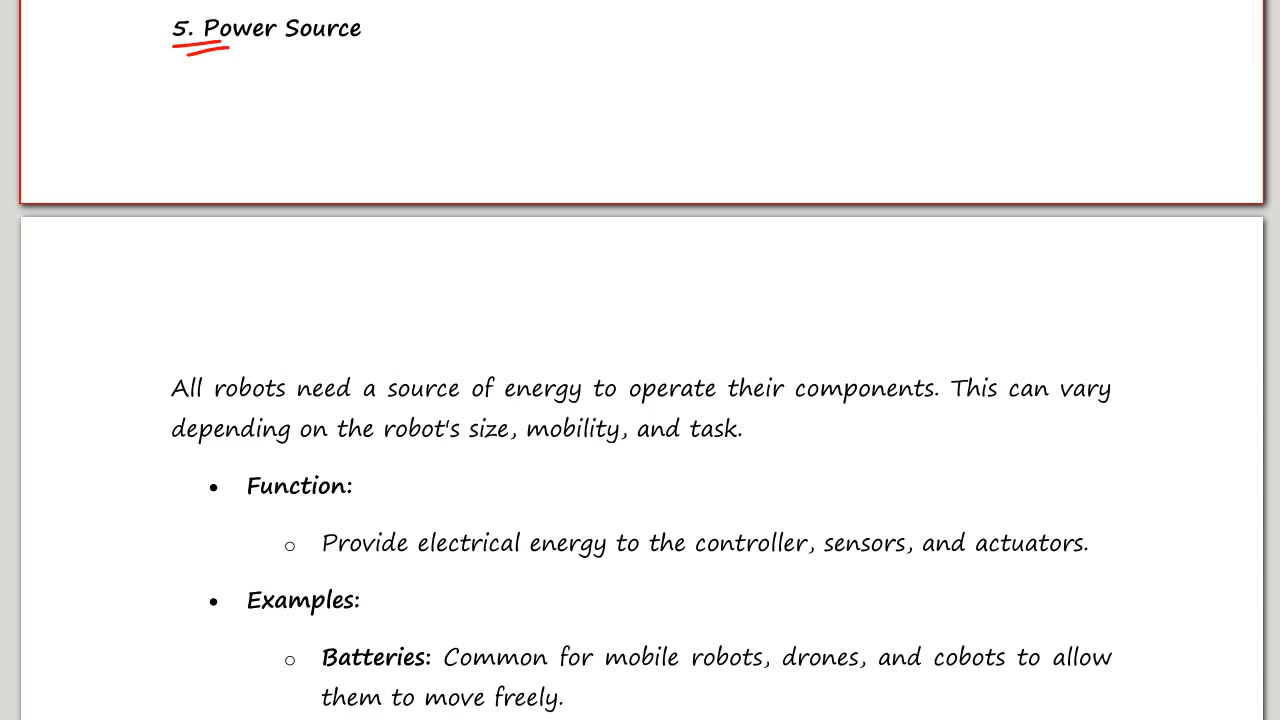 5. Power Source
All robots need a source of energy to operate their components. This can vary
depending on the robot's size, mobility, and task.
• Function:
○ Provide electrical energy to the controller, sensors, and actuators.
• Examples:
○ Batteries: Common for mobile robots, drones, and cobots to allow
them to move freely.